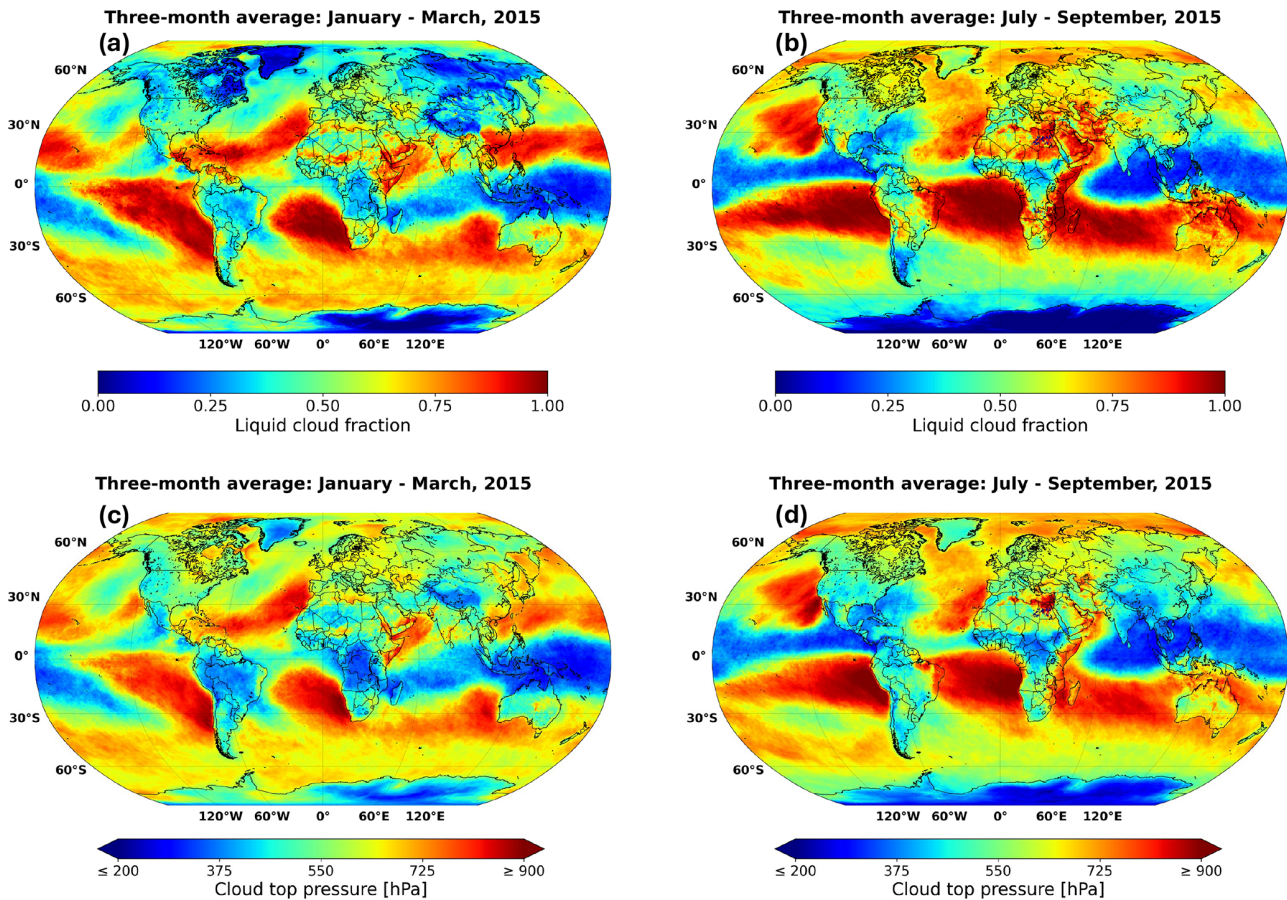 Three-month average: January - March, 2015
(a)
60°N
30°N
0°
30°S
60°S
120°W 60°W 0° 60°E 120°E
0.00 0.25 0.50 0.75 1.00
Liquid cloud fraction
Three-month average: July - September, 2015
(b)
60°N
30°N
0°
30°S
60°S
120°W 60°W 0° 60°E 120°E
0.00 0.25 0.50 0.75 1.00
Liquid cloud fraction
Three-month average: January - March, 2015
(c)
60°N
30°N
0°
30°S
60°S
120°W 60°W 0° 60°E 120°E
≤ 200 375 550 725 ≥ 900
Cloud top pressure [hPa]
Three-month average: July - September, 2015
(d)
60°N
30°N
0°
30°S
60°S
120°W 60°W 0° 60°E 120°E
≤ 200 375 550 725 ≥ 900
Cloud top pressure [hPa]